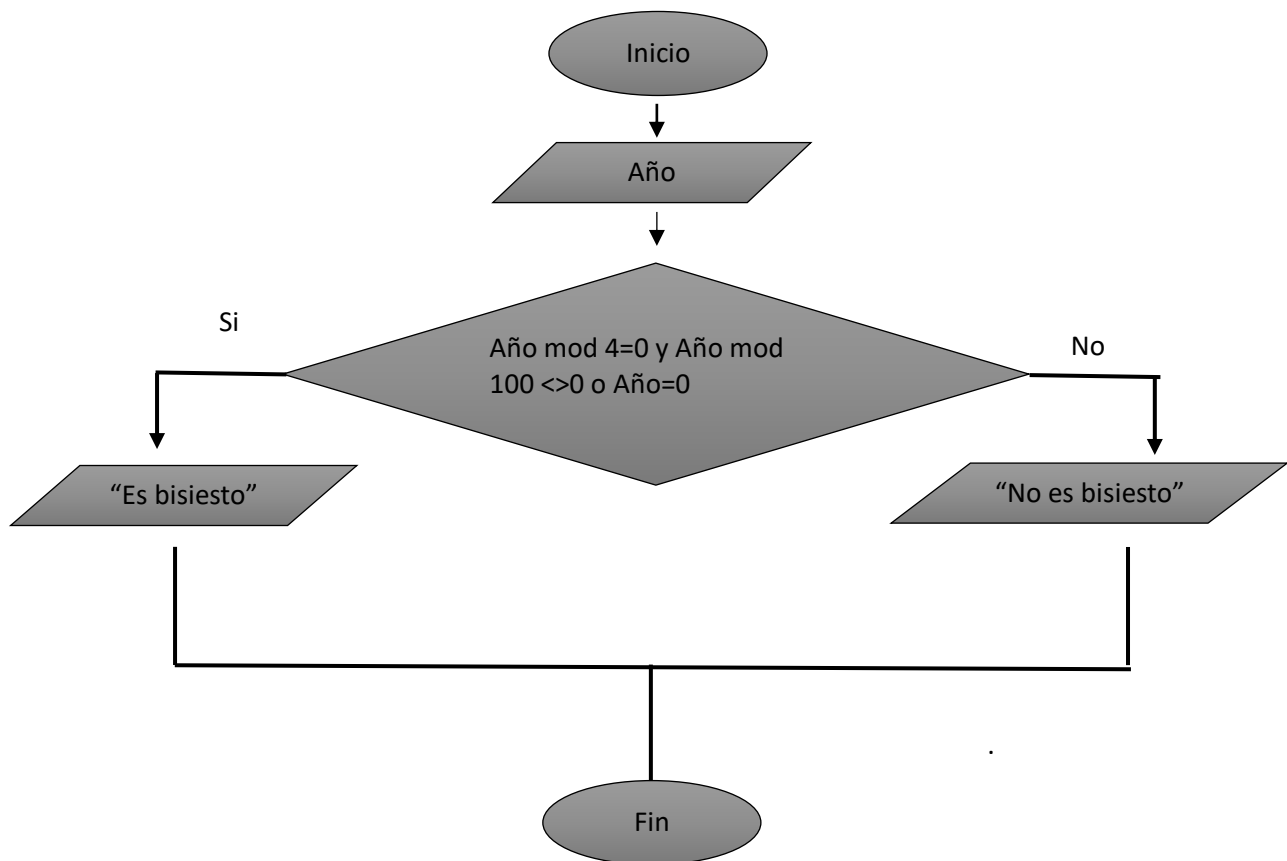 Inicio
Año
Si
Año mod 4=0 y Año mod
100 <>0 o Año=0
No
“Es bisiesto”
“No es bisiesto”
.
Fin